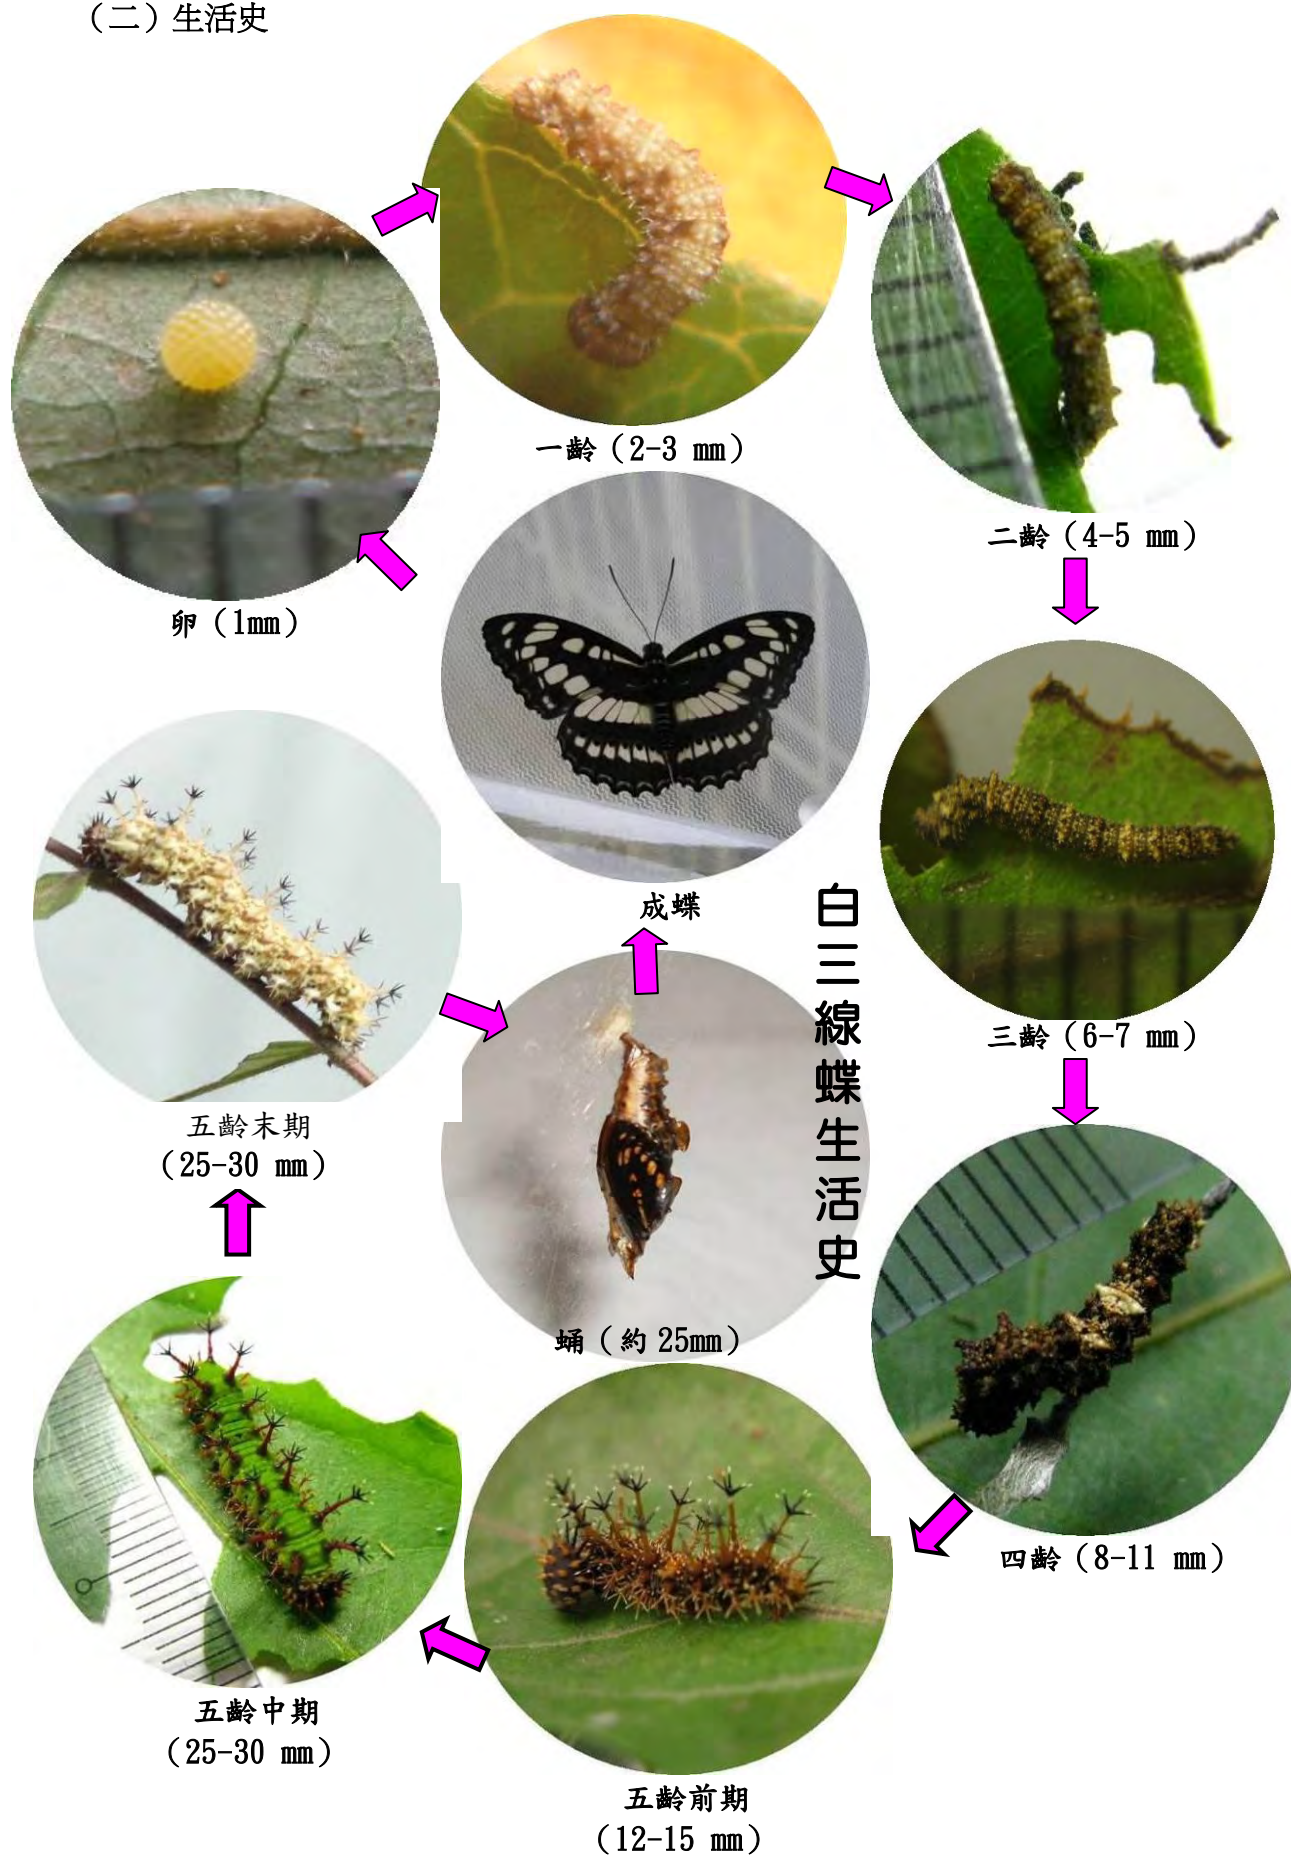 （二）生活史
一齡（2-3 mm）
二齡（4-5 mm）
卵（1mm）
成蝶
白三線蝶生活史
三齡（6-7 mm）
五齡末期
（25-30 mm）
蛹（約 25mm）
四齡（8-11 mm）
五齡中期
（25-30 mm）
五齡前期
（12-15 mm）